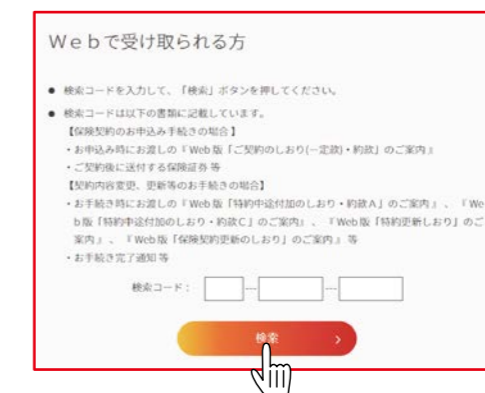 Webで受け取られる方
● 検索コードを入力して、「検索」ボタンを押してください。
● 検索コードは以下の書類に記載しています。
【保険契約のお申込み手続きの場合】
・お申込み時にお渡しの『Web版「ご契約のしおり(―定款)・約款」のご案内』
・ご契約後に送付する保険証券 等
【契約内容変更、更新等のお手続きの場合】
・お手続き時にお渡しの『Web版「特約中途付加のしおり・約款A」のご案内』、『We
b版「特約中途付加のしおり・約款C」のご案内』、『Web版「特約更新しおり」のご
案内』、『Web版「保険契約更新のしおり」のご案内』等
・お手続き完了通知 等
検索コード：
検索